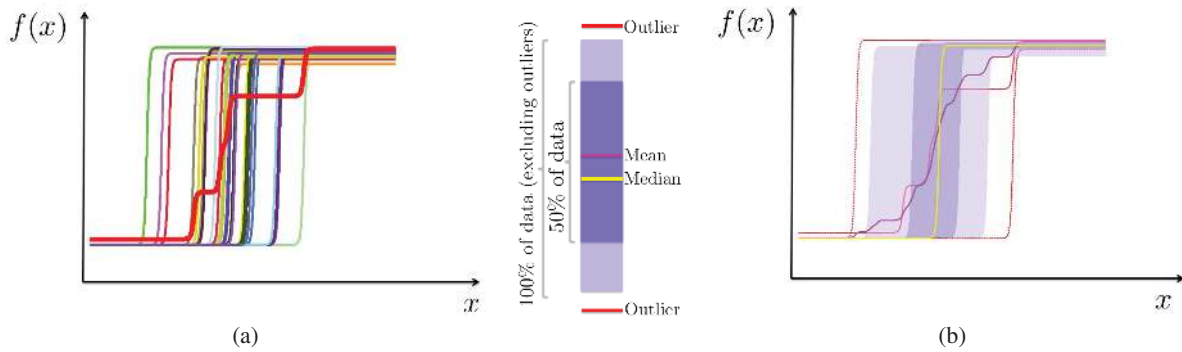 f(x)
x
(a)
Outlier
100% of data (excluding outliers)
50% of data
Mean
Median
Outlier
f(x)
x
(b)